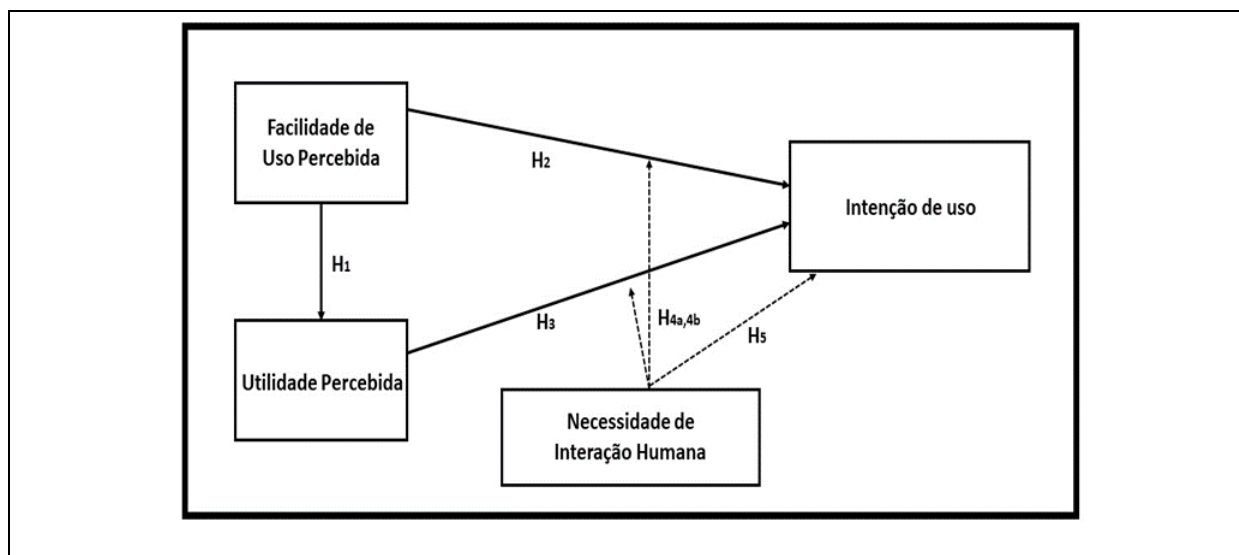 Facilidade de
Uso Percebida
H2
Intenção de uso
H1
H3
H4a,4b
H5
Utilidade Percebida
Necessidade de
Interação Humana